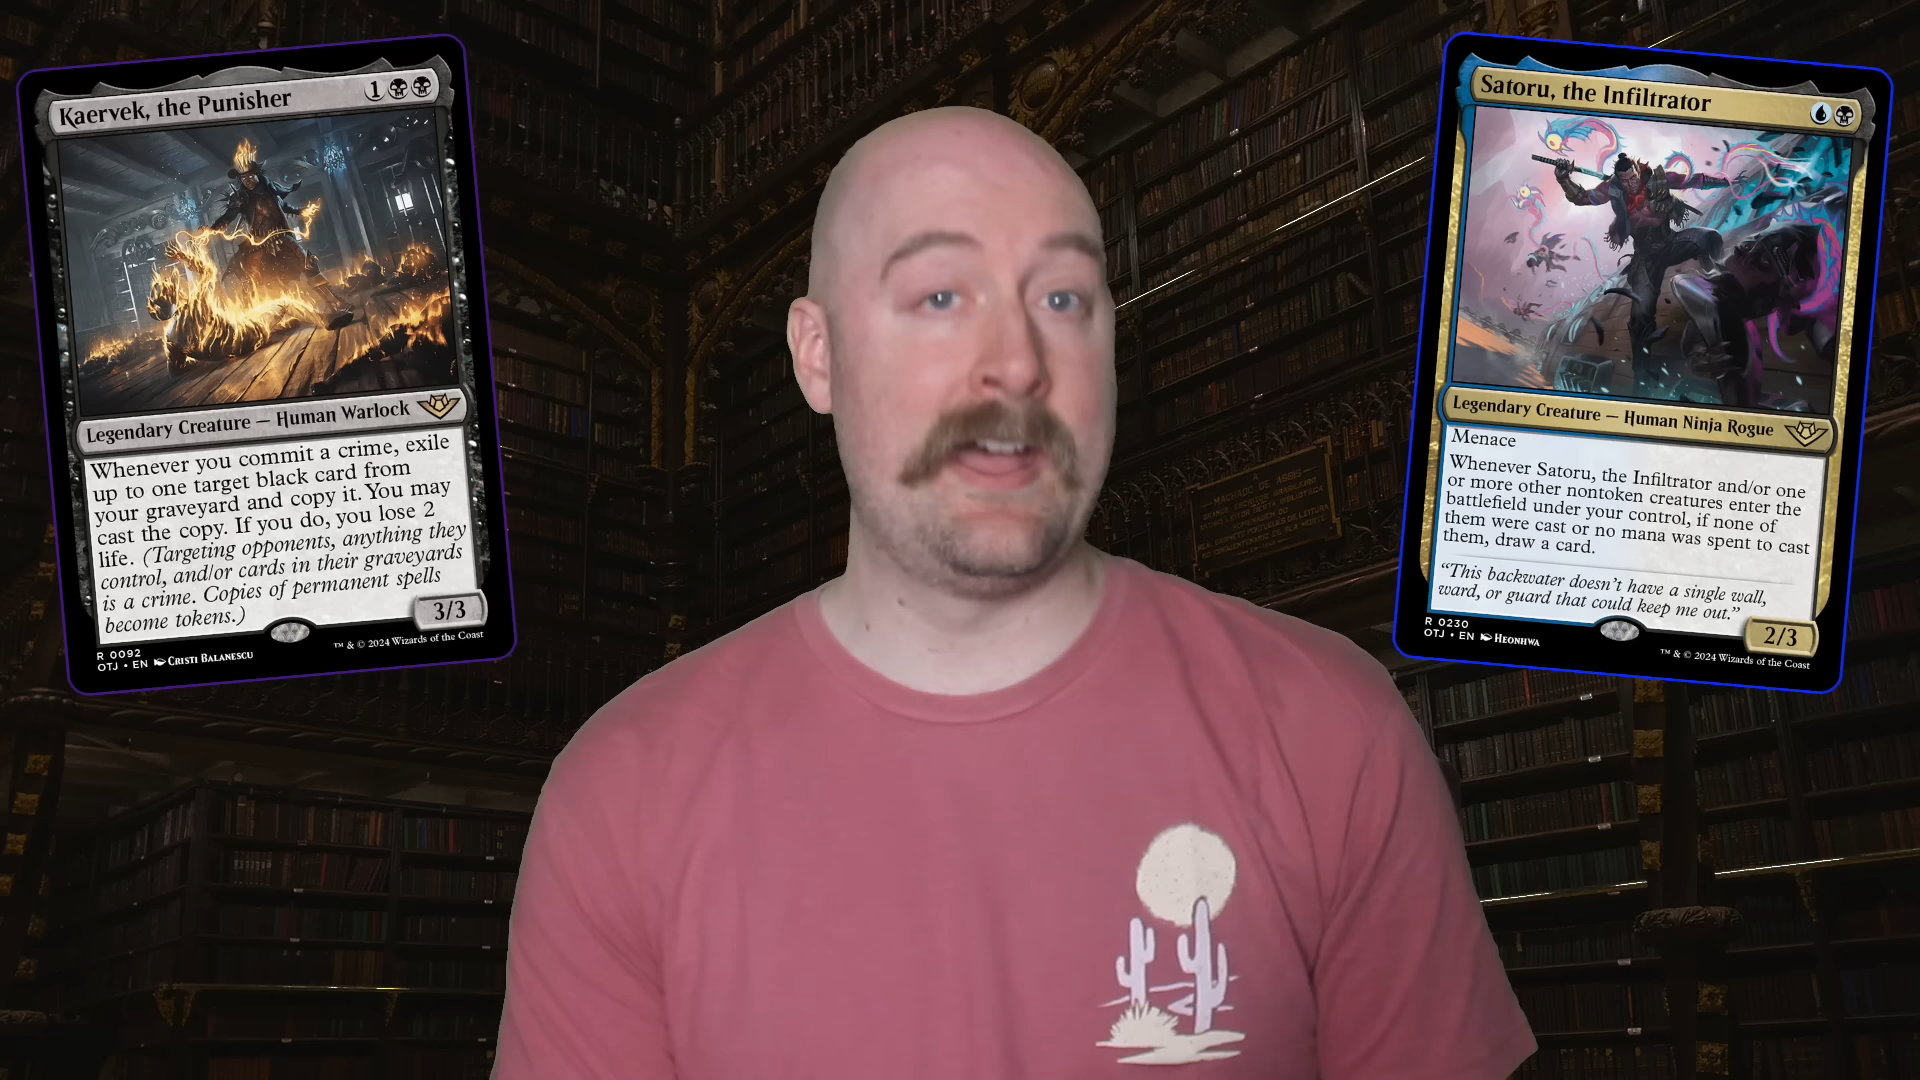 Kaervek, the Punisher
1
Legendary Creature — Human Warlock
Whenever you commit a crime, exile
up to one target black card from
your graveyard and copy it. You may
cast the copy. If you do, you lose 2
life. (Targeting opponents, anything they
control, and/or cards in their graveyards
is a crime. Copies of permanent spells
become tokens.)
3/3
R 0092
OTJ • EN CRISTI BALANESCU
™ & © 2024 Wizards of the Coast
Satoru, the Infiltrator
Legendary Creature — Human Ninja Rogue
Menace
Whenever Satoru, the Infiltrator and/or one
or more other nontoken creatures enter the
battlefield under your control, if none of
them were cast or no mana was spent to cast
them, draw a card.
“This backwater doesn’t have a single wall,
ward, or guard that could keep me out.”
2/3
R 0230
OTJ • EN HEONHWA
™ & © 2024 Wizards of the Coast
MACHADO DE ASSIS